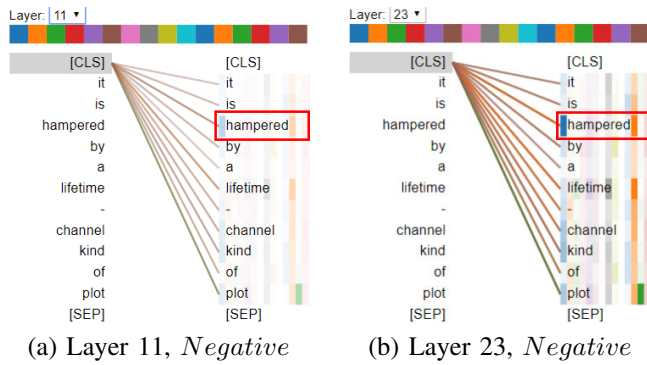 Layer: 11
[CLS] [CLS]
it it
is is
hampered hampered
by by
a a
lifetime lifetime
- -
channel channel
kind kind
of of
plot plot
[SEP] [SEP]
(a) Layer 11, Negative
Layer: 23
[CLS] [CLS]
it it
is is
hampered hampered
by by
a a
lifetime lifetime
- -
channel channel
kind kind
of of
plot plot
[SEP] [SEP]
(b) Layer 23, Negative